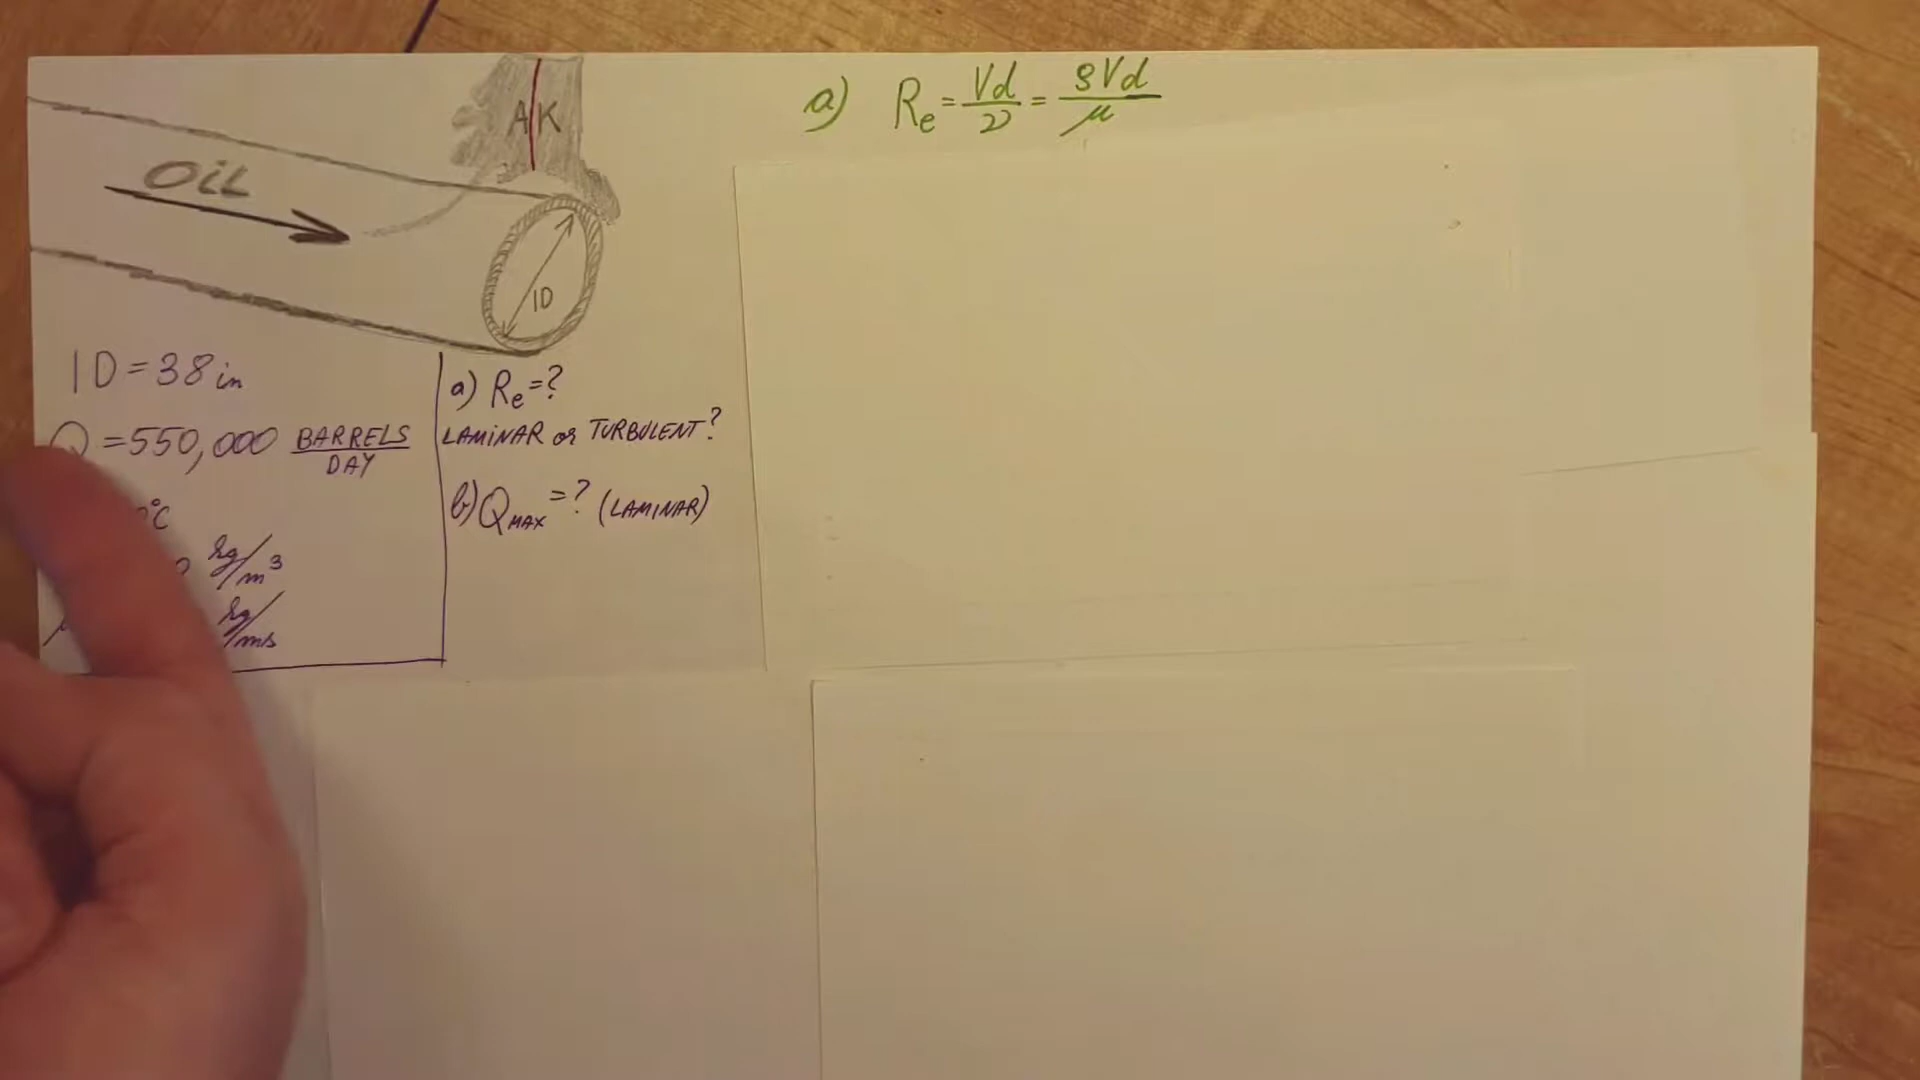 A K
OIL
ID
ID = 38 in
Q = 550,000 BARRELS/DAY
°C
kg/m³
kg/ms
a) Re = ?
LAMINAR or TURBULENT?
b) QMAX = ? (LAMINAR)
a) Re = Vd/ν = ρVd/μ